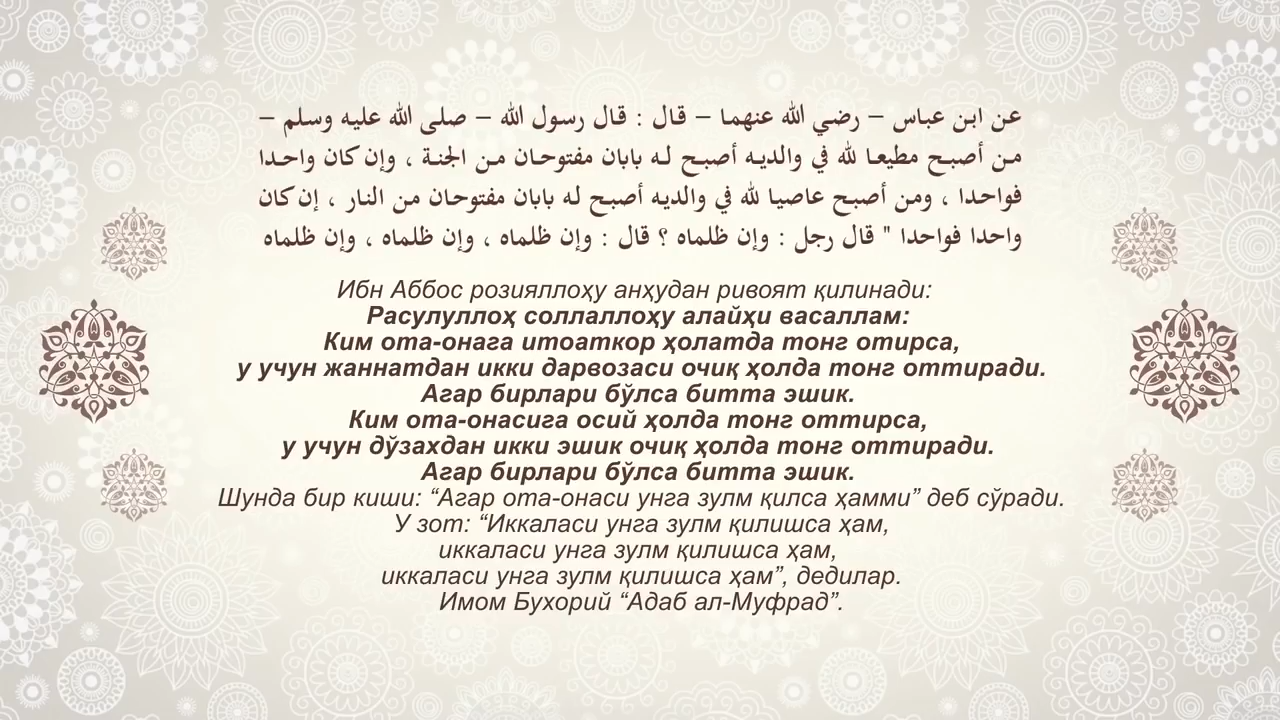 عن ابن عباس – رضي الله عنهما – قال : قال رسول الله – صلى الله عليه وسلم –
من أصبح مطيعا لله في والديه أصبح له بابان مفتوحان من الجنة ، وإن كان واحدا
فواحدا ، ومن أصبح عاصيا لله في والديه أصبح له بابان مفتوحان من النار ، إن كان
واحدا فواحدا " قال رجل : وإن ظلماه ؟ قال : وإن ظلماه ، وإن ظلماه ، وإن ظلماه
Ибн Аббос розияллоҳу анҳудан ривоят қилинади:
Расулуллоҳ соллаллоҳу алайҳи васаллам:
Ким ота-онага итоаткор ҳолатда тонг отирса,
у учун жаннатдан икки дарвозаси очиқ ҳолда тонг оттиради.
Агар бирлари бўлса битта эшик.
Ким ота-онасига осий ҳолда тонг оттирса,
у учун дўзахдан икки эшик очиқ ҳолда тонг оттиради.
Агар бирлари бўлса битта эшик.
Шунда бир киши: “Агар ота-онаси унга зулм қилса ҳамми” деб сўради.
У зот: “Иккаласи унга зулм қилишса ҳам,
иккаласи унга зулм қилишса ҳам,
иккаласи унга зулм қилишса ҳам”, дедилар.
Имом Бухорий “Адаб ал-Муфрад”.